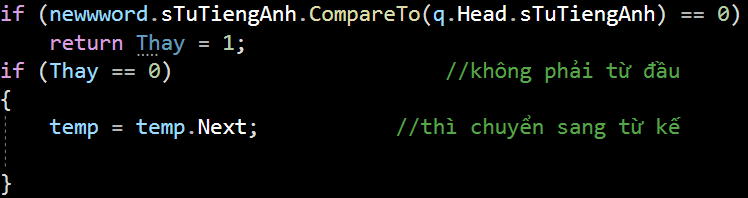 if (newwword.sTuTiengAnh.CompareTo(q.Head.sTuTiengAnh) == 0)
return Thay = 1;
if (Thay == 0) //không phải từ đầu
{
temp = temp.Next; //thì chuyển sang từ kế
}